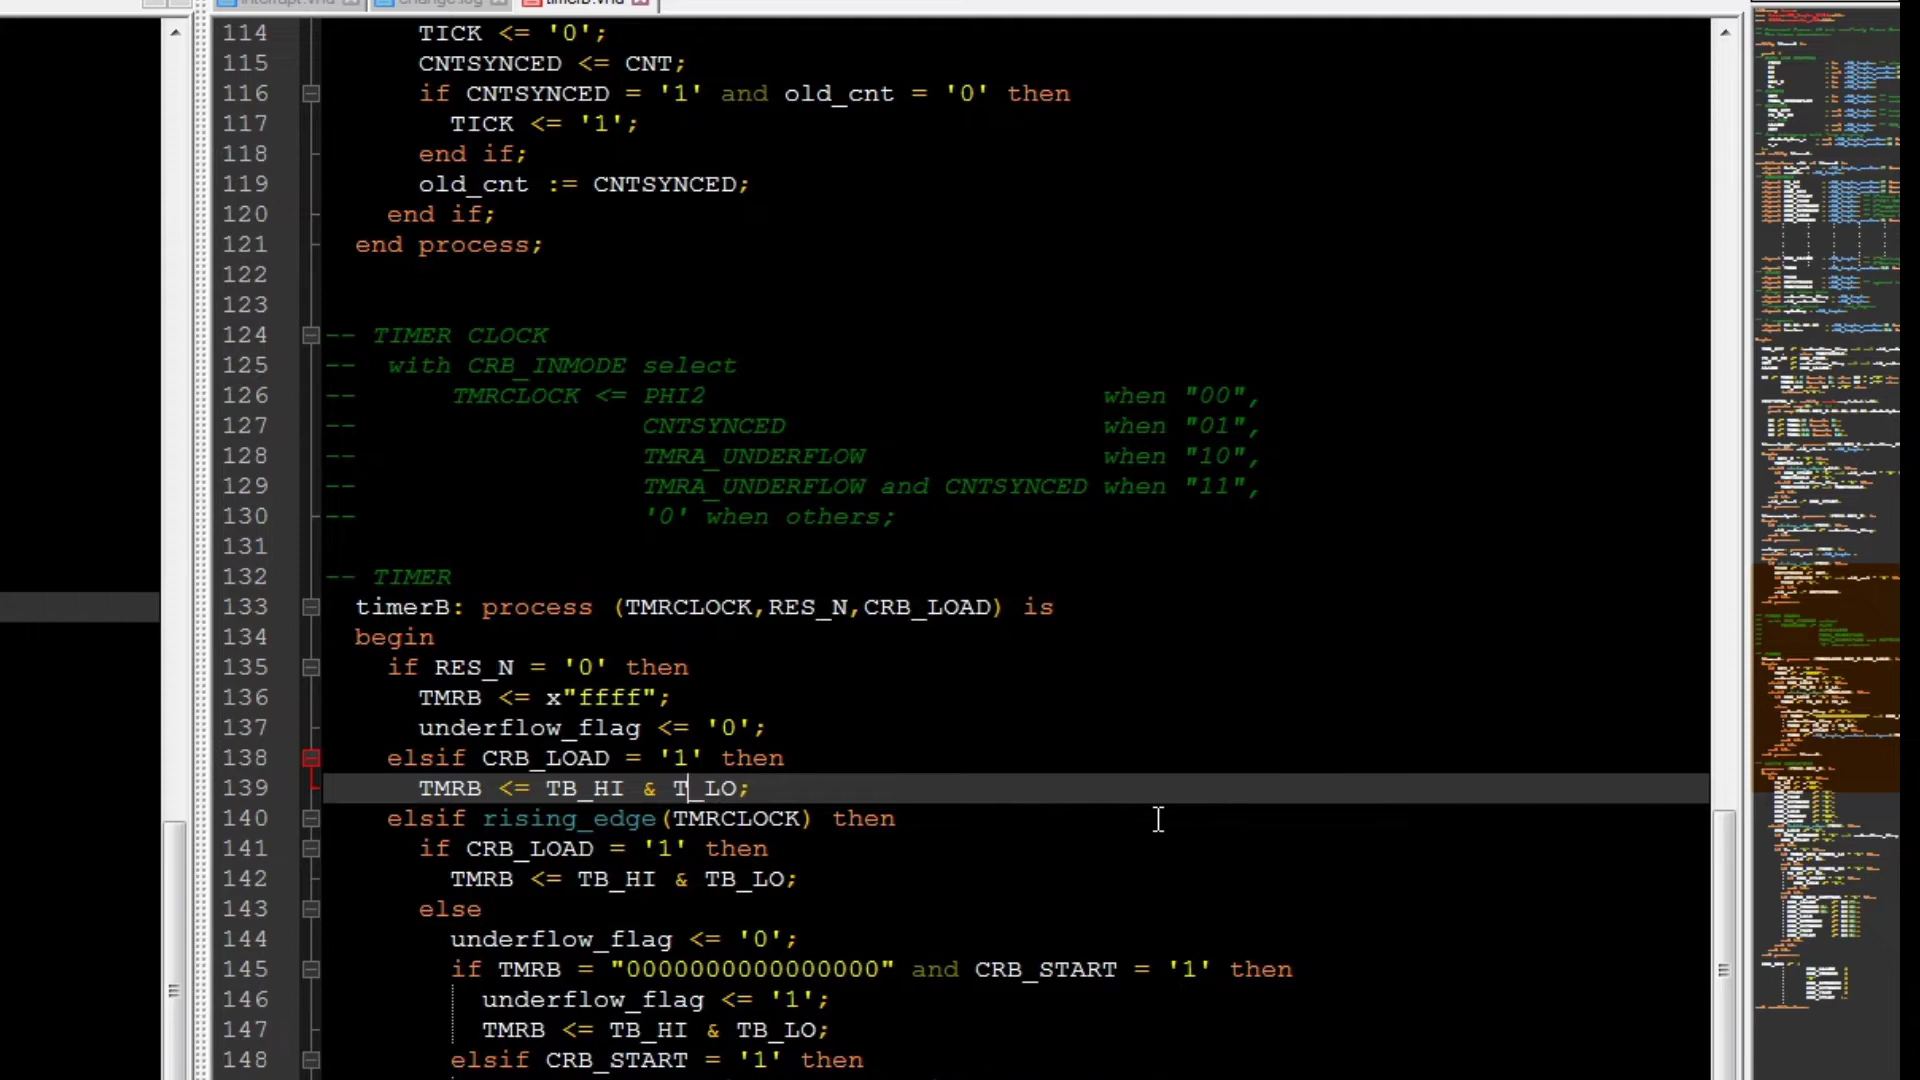 interrupt.vhd change.log timerB.vhd
114 TICK <= '0';
115 CNTSYNCED <= CNT;
116 if CNTSYNCED = '1' and old_cnt = '0' then
117 TICK <= '1';
118 end if;
119 old_cnt := CNTSYNCED;
120 end if;
121 end process;
122
123
124 -- TIMER CLOCK
125 -- with CRB_INMODE select
126 -- TMRCLOCK <= PHI2 when "00",
127 -- CNTSYNCED when "01",
128 -- TMRA_UNDERFLOW when "10",
129 -- TMRA_UNDERFLOW and CNTSYNCED when "11",
130 -- '0' when others;
131
132 -- TIMER
133 timerB: process (TMRCLOCK,RES_N,CRB_LOAD) is
134 begin
135 if RES_N = '0' then
136 TMRB <= x"ffff";
137 underflow_flag <= '0';
138 elsif CRB_LOAD = '1' then
139 TMRB <= TB_HI & T_LO;
140 elsif rising_edge(TMRCLOCK) then
141 if CRB_LOAD = '1' then
142 TMRB <= TB_HI & TB_LO;
143 else
144 underflow_flag <= '0';
145 if TMRB = "0000000000000000" and CRB_START = '1' then
146 underflow_flag <= '1';
147 TMRB <= TB_HI & TB_LO;
148 elsif CRB_START = '1' then